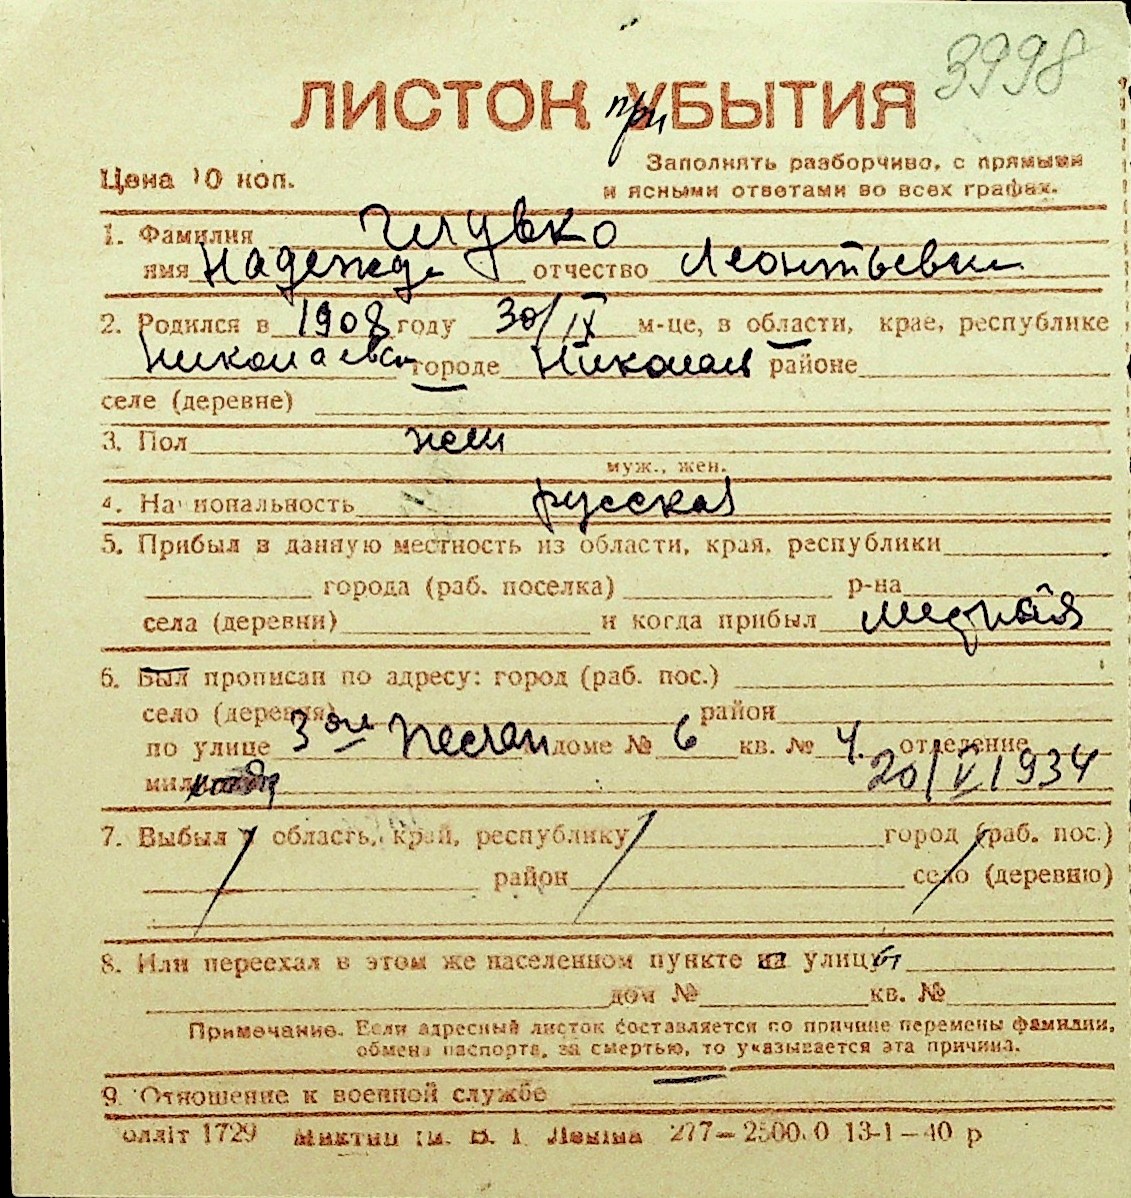 3998
ЛИСТОК при УБЫТИЯ
Цена 10 коп.
Заполнять разборчиво, с прямыми
и ясными ответами во всех графах.
1. Фамилия
имя Надежда отчество Леонтьевна
2. Родился в 1908 году 30/IX м-це, в области, крае, республике
Николаевск городе Николаев районе
селе (деревне)
3. Пол жен
муж., жен.
4. Национальность русская
5. Прибыл в данную местность из области, края, республики
города (раб. поселка) р-на
села (деревни) и когда прибыл
6. Был прописан по адресу: город (раб. пос.)
село (деревня) район
по улице 3 ая Песчан доме № 6 кв. № 4. отделение
20/V 1934
7. Выбыл в область, край, республику город (раб. пос.)
район село (деревню)
8. Или переехал в этом же населенном пункте на улицу
дом № кв. №
Примечание. Если адресный листок составляется по причине перемены фамилии,
обмена паспорта, за смертью, то указывается эта причина.
9. Отношение к военной службе —
олліт 1729 Миктип ім. В. І. Леніна 277—2500.0 13-1—40 р